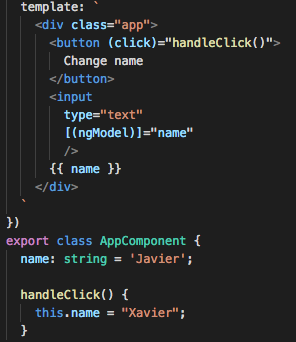 template: `
<div class="app">
<button (click)="handleClick()">
Change name
</button>
<input
type="text"
[(ngModel)]="name"
/>
{{ name }}
</div>
`
})
export class AppComponent {
name: string = 'Javier';
handleClick() {
this.name = "Xavier";
}